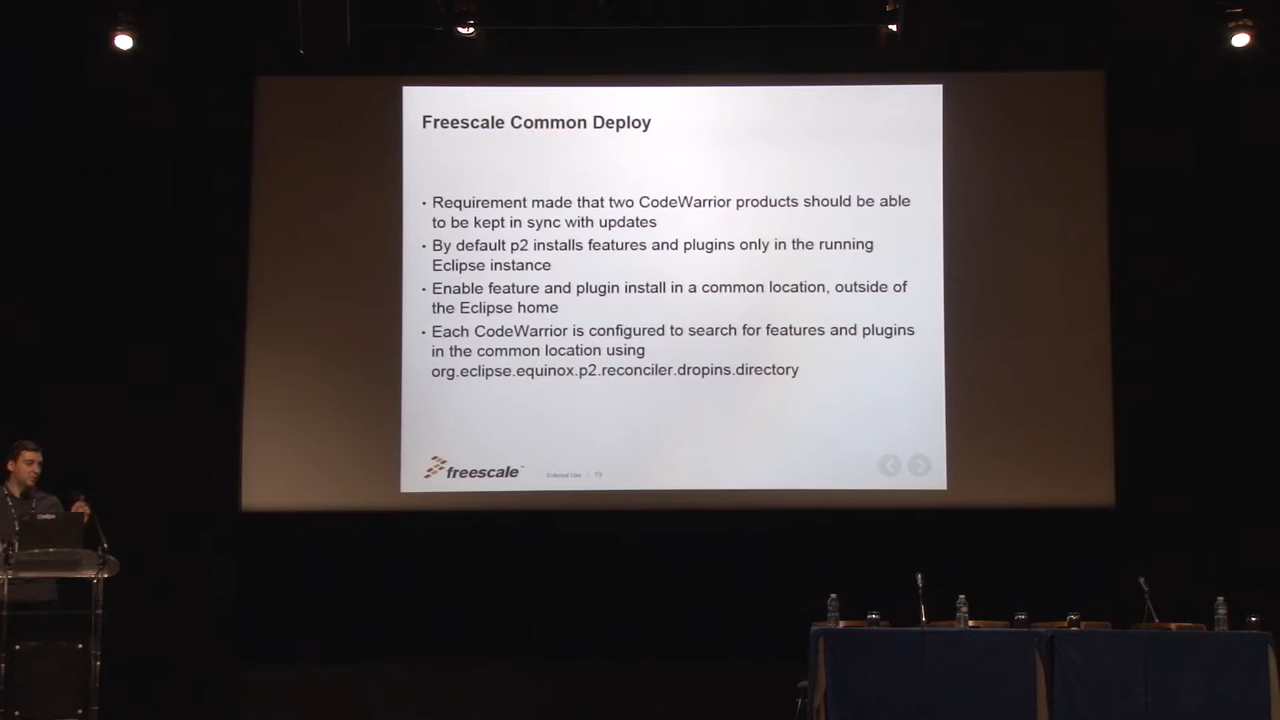 Freescale Common Deploy
· Requirement made that two CodeWarrior products should be able
to be kept in sync with updates
· By default p2 installs features and plugins only in the running
Eclipse instance
· Enable feature and plugin install in a common location, outside of
the Eclipse home
· Each CodeWarrior is configured to search for features and plugins
in the common location using
org.eclipse.equinox.p2.reconciler.dropins.directory
freescale™
External Use |